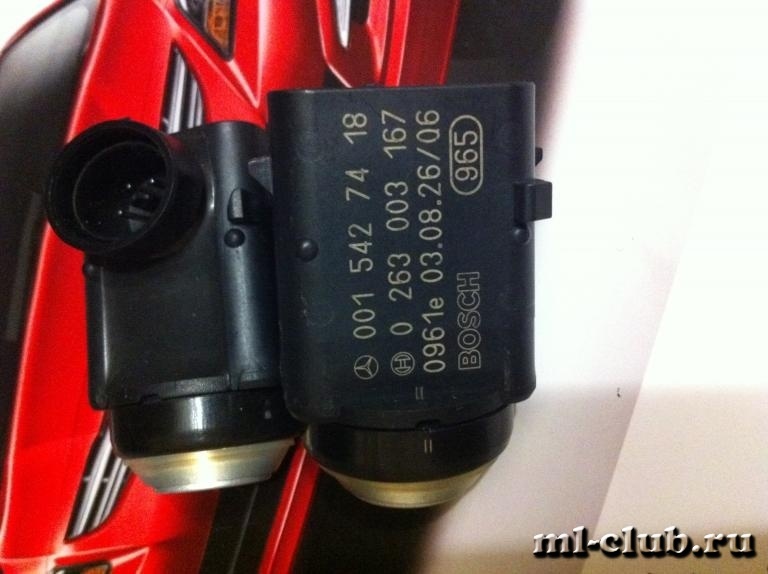 001 542 74 18
0 263 003 167
0961e 03.08.26/06
BOSCH 965
ml-club.ru